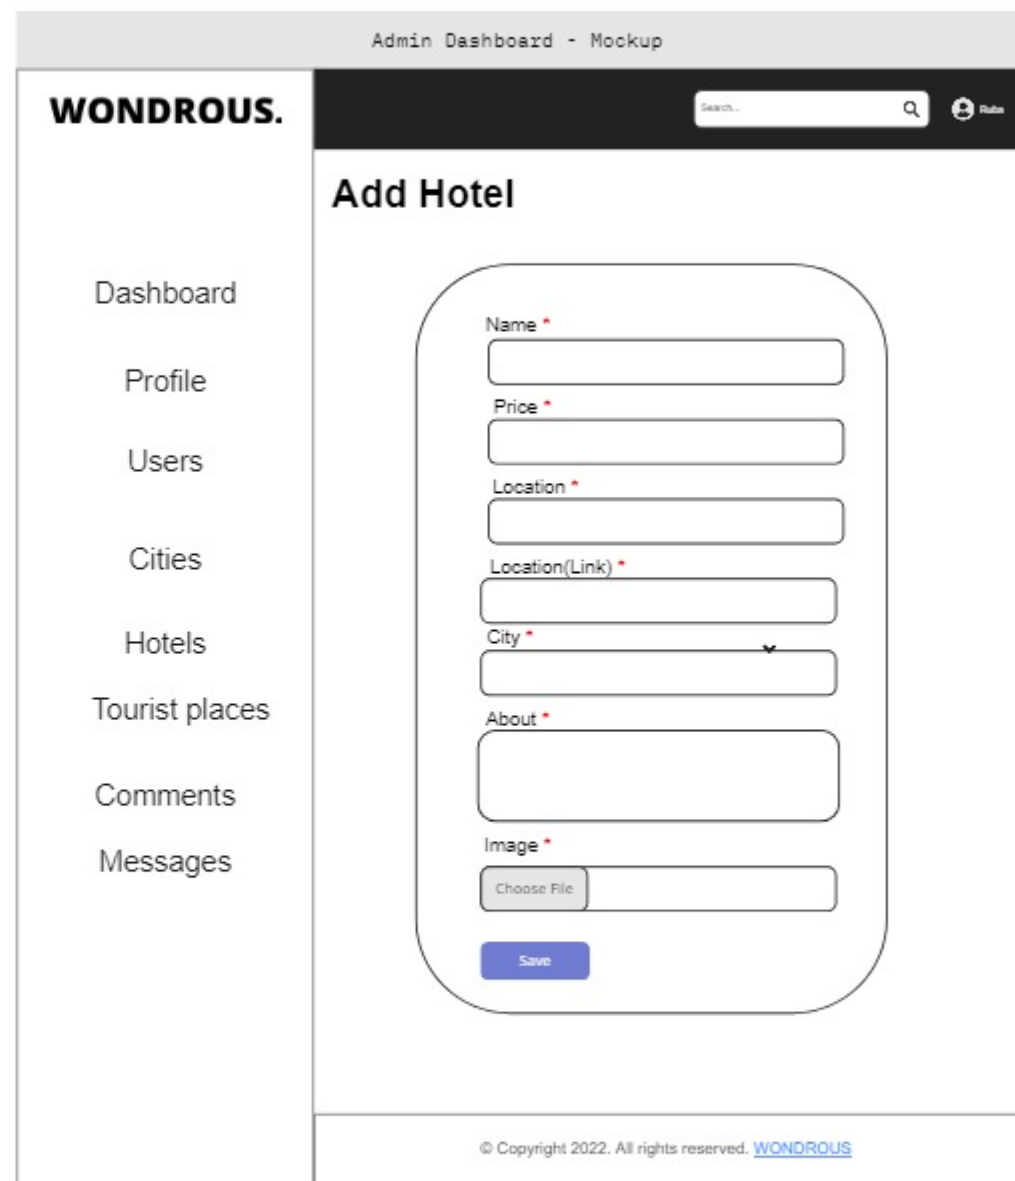 Admin Dashboard - Mockup
WONDROUS.
Search...
Ruba
Add Hotel
Dashboard
Profile
Users
Cities
Hotels
Tourist places
Comments
Messages
Name *
Price *
Location *
Location(Link) *
City *
About *
Image *
Choose File
Save
© Copyright 2022. All rights reserved. WONDROUS